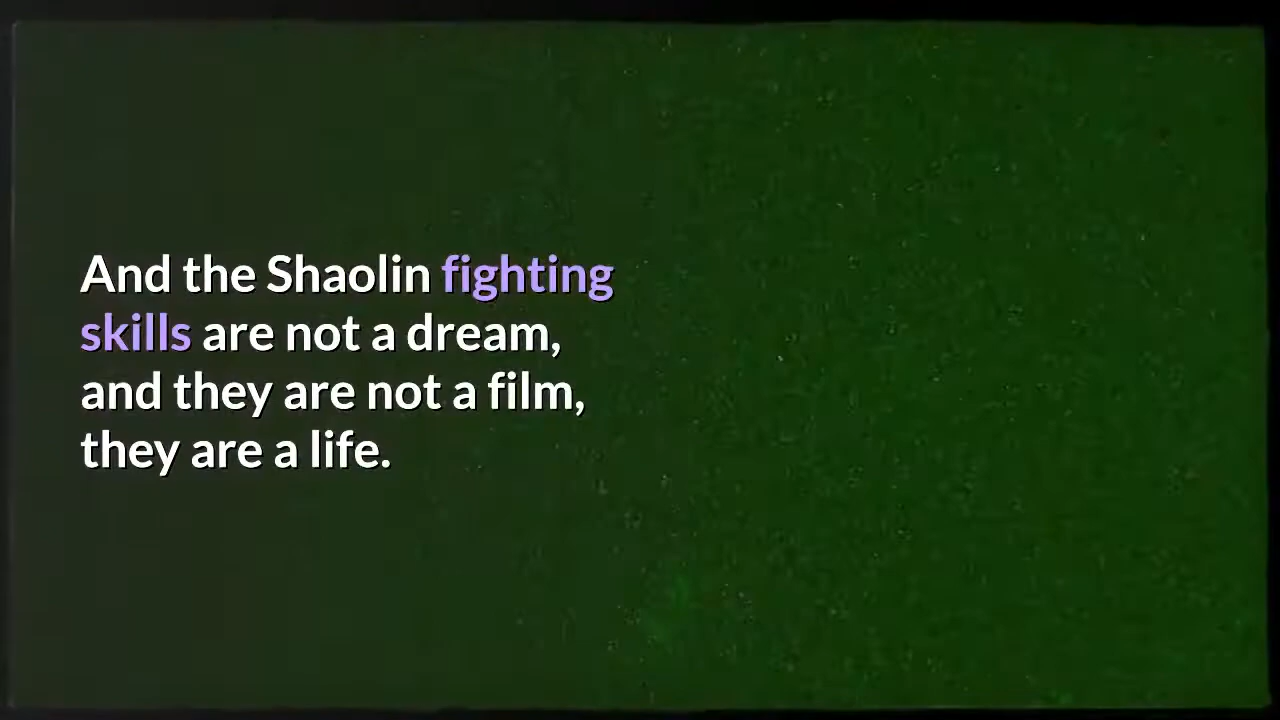 And the Shaolin fighting
skills are not a dream,
and they are not a film,
they are a life.